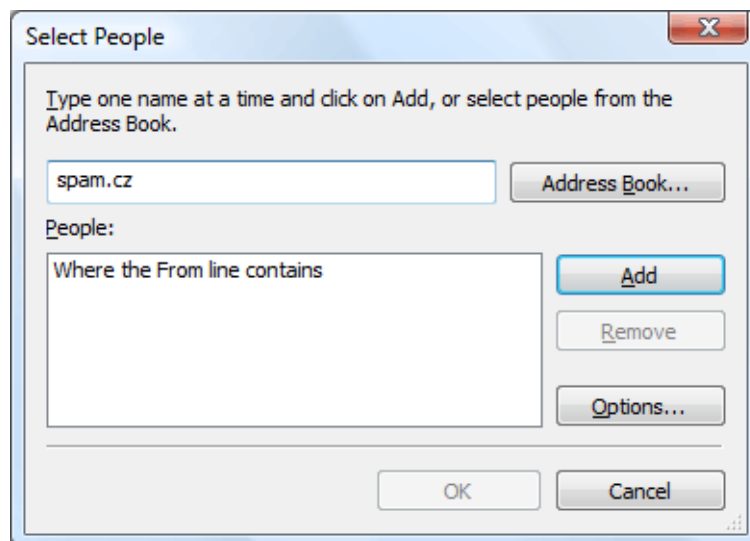 Select People
Type one name at a time and click on Add, or select people from the
Address Book.
spam.cz
Address Book...
People:
Where the From line contains
Add
Remove
Options...
OK
Cancel